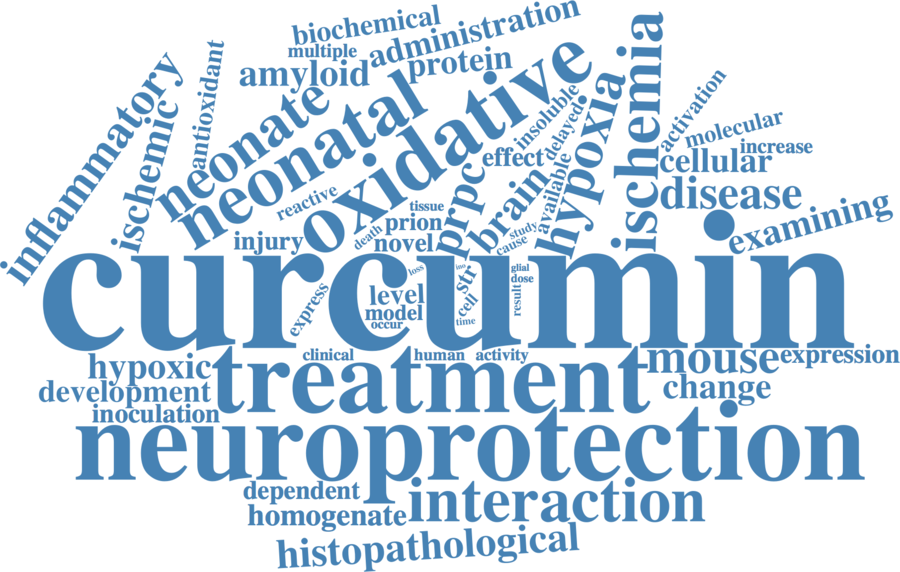 biochemical
administration
multiple
amyloid
protein
inflammatory
antioxidant
ischemic
neonate
neonatal
oxidative
insoluble
delayed
hypoxia
ischemia
activation
molecular
increase
cellular
effect
disease
reactive
tissue
prpc
brain
available
examining
injury
death
prion
novel
study
cause
curcumin
loss
ino
str
glial
dose
express
level
cell
result
model
occur
time
clinical
human
activity
mouse
expression
hypoxic
treatment
development
change
inoculation
neuroprotection
dependent
interaction
homogenate
histopathological